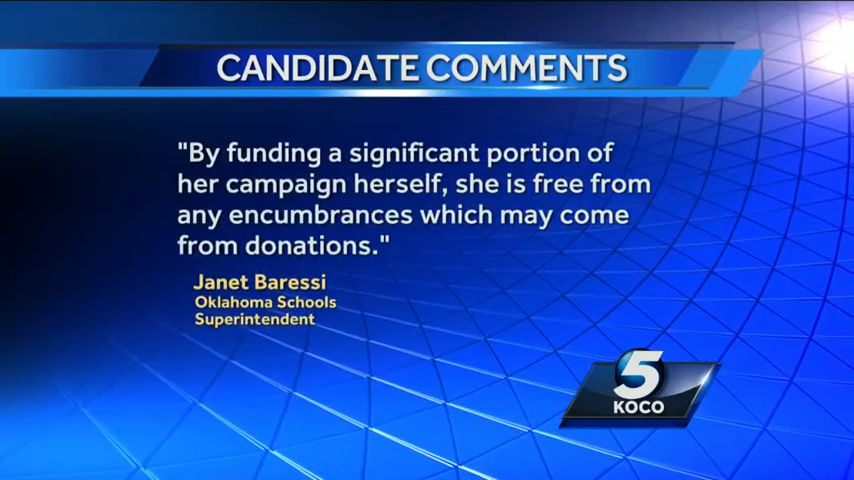 CANDIDATE COMMENTS
"By funding a significant portion of
her campaign herself, she is free from
any encumbrances which may come
from donations."
Janet Baressi
Oklahoma Schools
Superintendent
5
KOCO